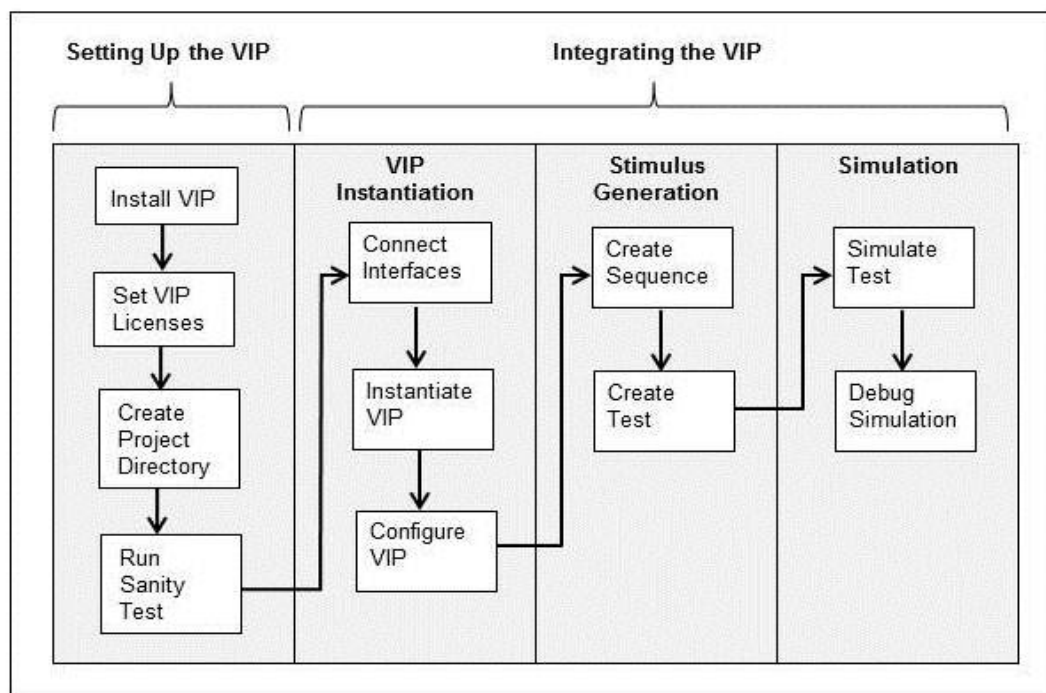 Setting Up the VIP
Integrating the VIP
Install VIP
Set VIP
Licenses
Create
Project
Directory
Run
Sanity
Test
VIP
Instantiation
Connect
Interfaces
Instantiate
VIP
Configure
VIP
Stimulus
Generation
Create
Sequence
Create
Test
Simulation
Simulate
Test
Debug
Simulation